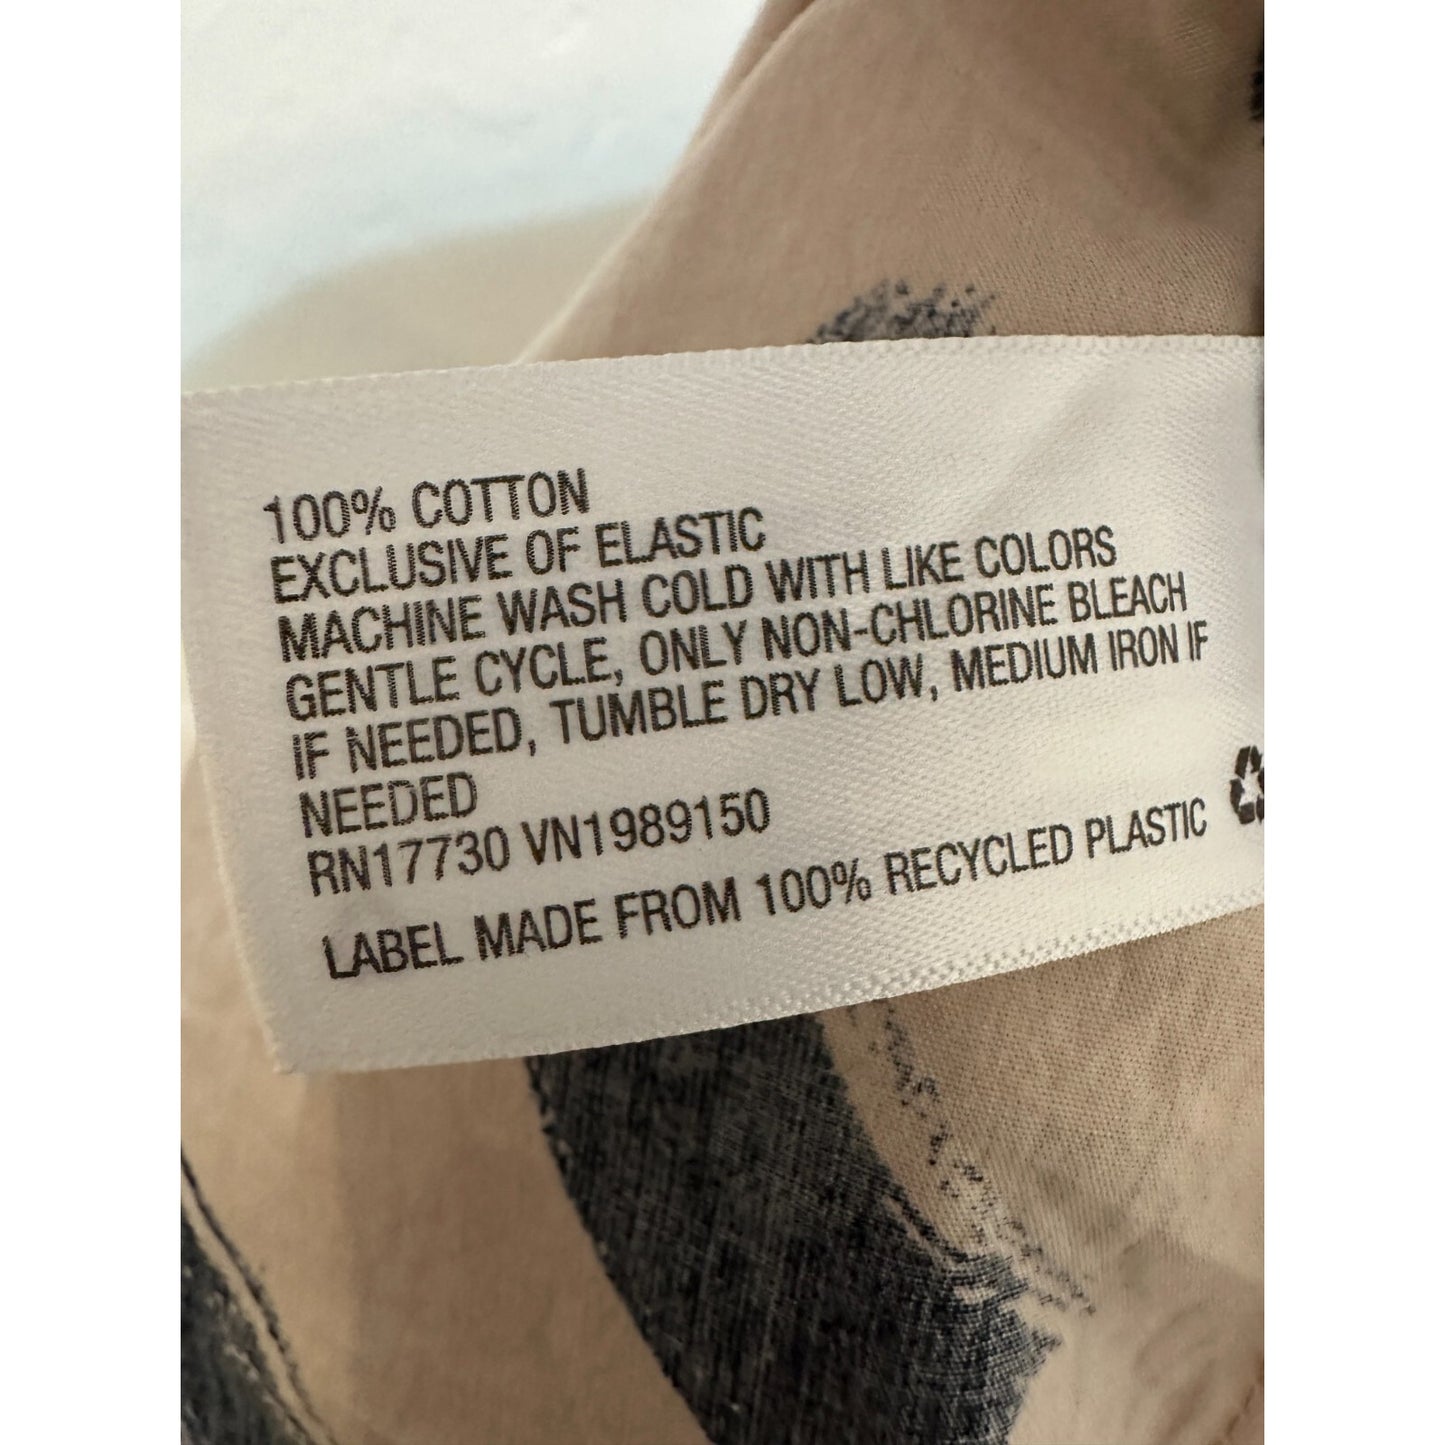 100% COTTON
EXCLUSIVE OF ELASTIC
MACHINE WASH COLD WITH LIKE COLORS
GENTLE CYCLE, ONLY NON-CHLORINE BLEACH
IF NEEDED, TUMBLE DRY LOW, MEDIUM IRON IF
NEEDED
RN17730 VN1989150
LABEL MADE FROM 100% RECYCLED PLASTIC